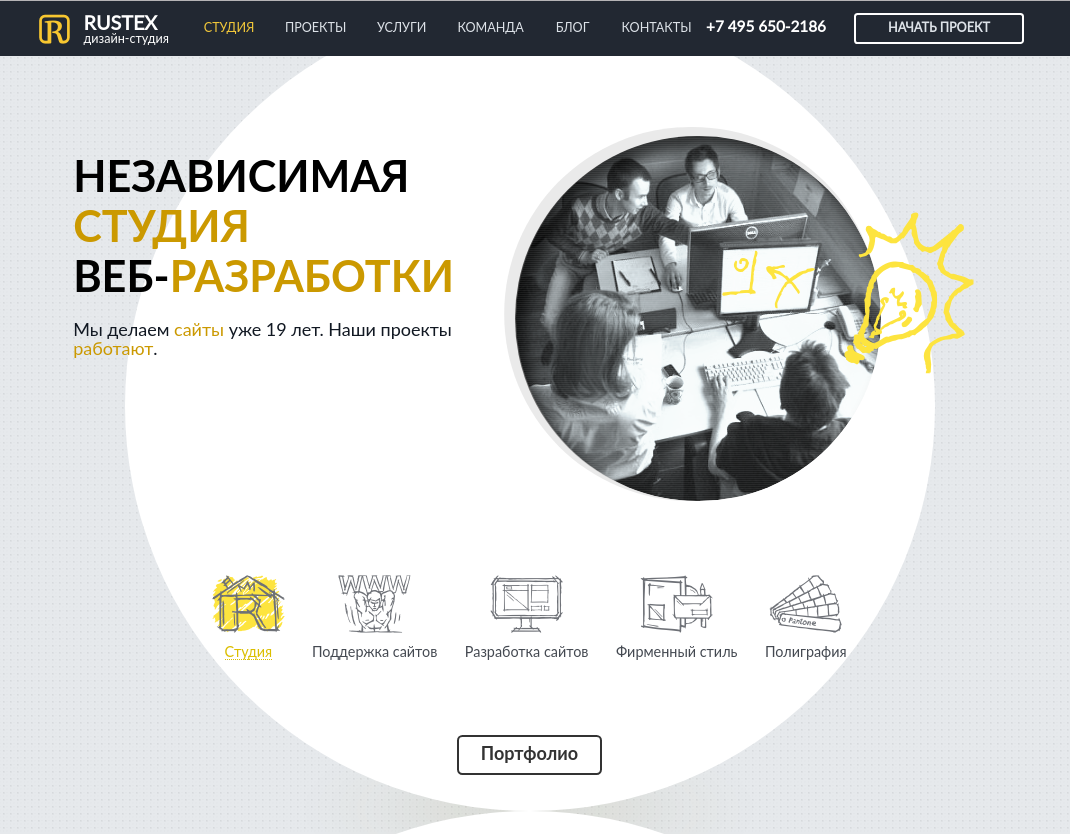 RUSTEX
дизайн-студия
СТУДИЯ ПРОЕКТЫ УСЛУГИ КОМАНДА БЛОГ КОНТАКТЫ +7 495 650-2186 НАЧАТЬ ПРОЕКТ
НЕЗАВИСИМАЯ
СТУДИЯ
ВЕБ-РАЗРАБОТКИ
Мы делаем сайты уже 19 лет. Наши проекты
работают.
DELL
WWW
Pantone
Студия Поддержка сайтов Разработка сайтов Фирменный стиль Полиграфия
Портфолио